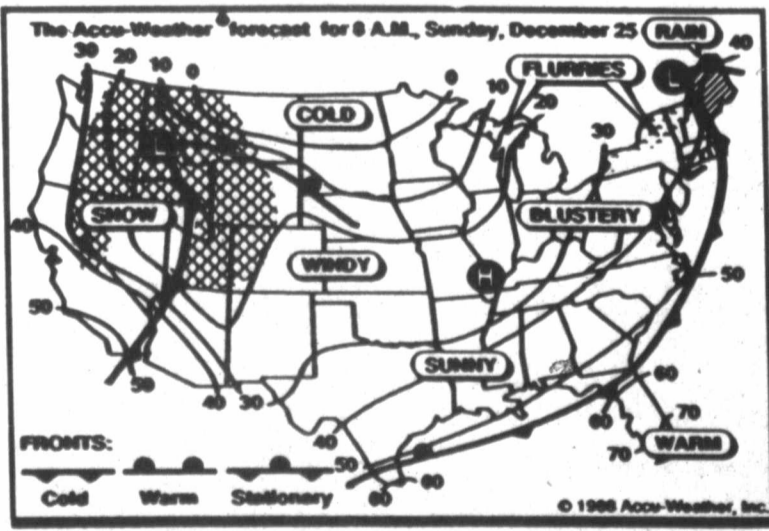 The Accu-Weather forecast for 8 A.M., Sunday, December 25
RAIN
30 20 10 0
40
FLURRIES
0 10 20
COLD
30
L
L
SNOW
BLUSTERY
40
WINDY
H
50
50
SUNNY
50
40 30
60
60 70
40
70 WARM
FRONTS:
50
60
60
Cold Warm Stationary
© 1988 Accu-Weather, Inc.